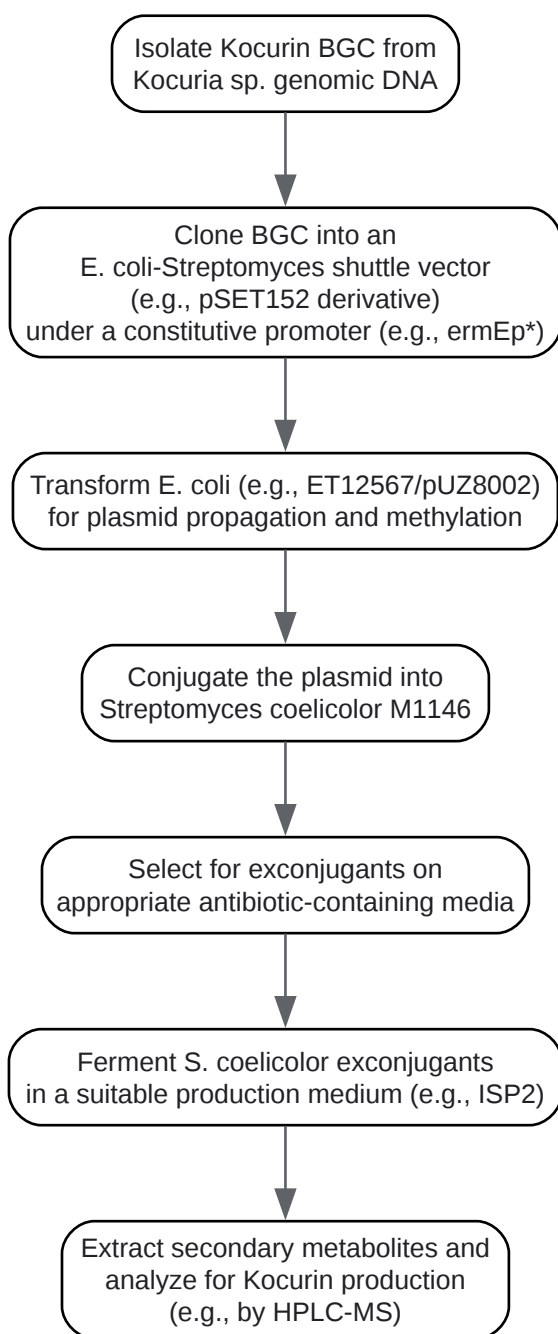 Isolate Kocurin BGC from
Kocuria sp. genomic DNA
Clone BGC into an
E. coli-Streptomyces shuttle vector
(e.g., pSET152 derivative)
under a constitutive promoter (e.g., ermEp*)
Transform E. coli (e.g., ET12567/pUZ8002)
for plasmid propagation and methylation
Conjugate the plasmid into
Streptomyces coelicolor M1146
Select for exconjugants on
appropriate antibiotic-containing media
Ferment S. coelicolor exconjugants
in a suitable production medium (e.g., ISP2)
Extract secondary metabolites and
analyze for Kocurin production
(e.g., by HPLC-MS)